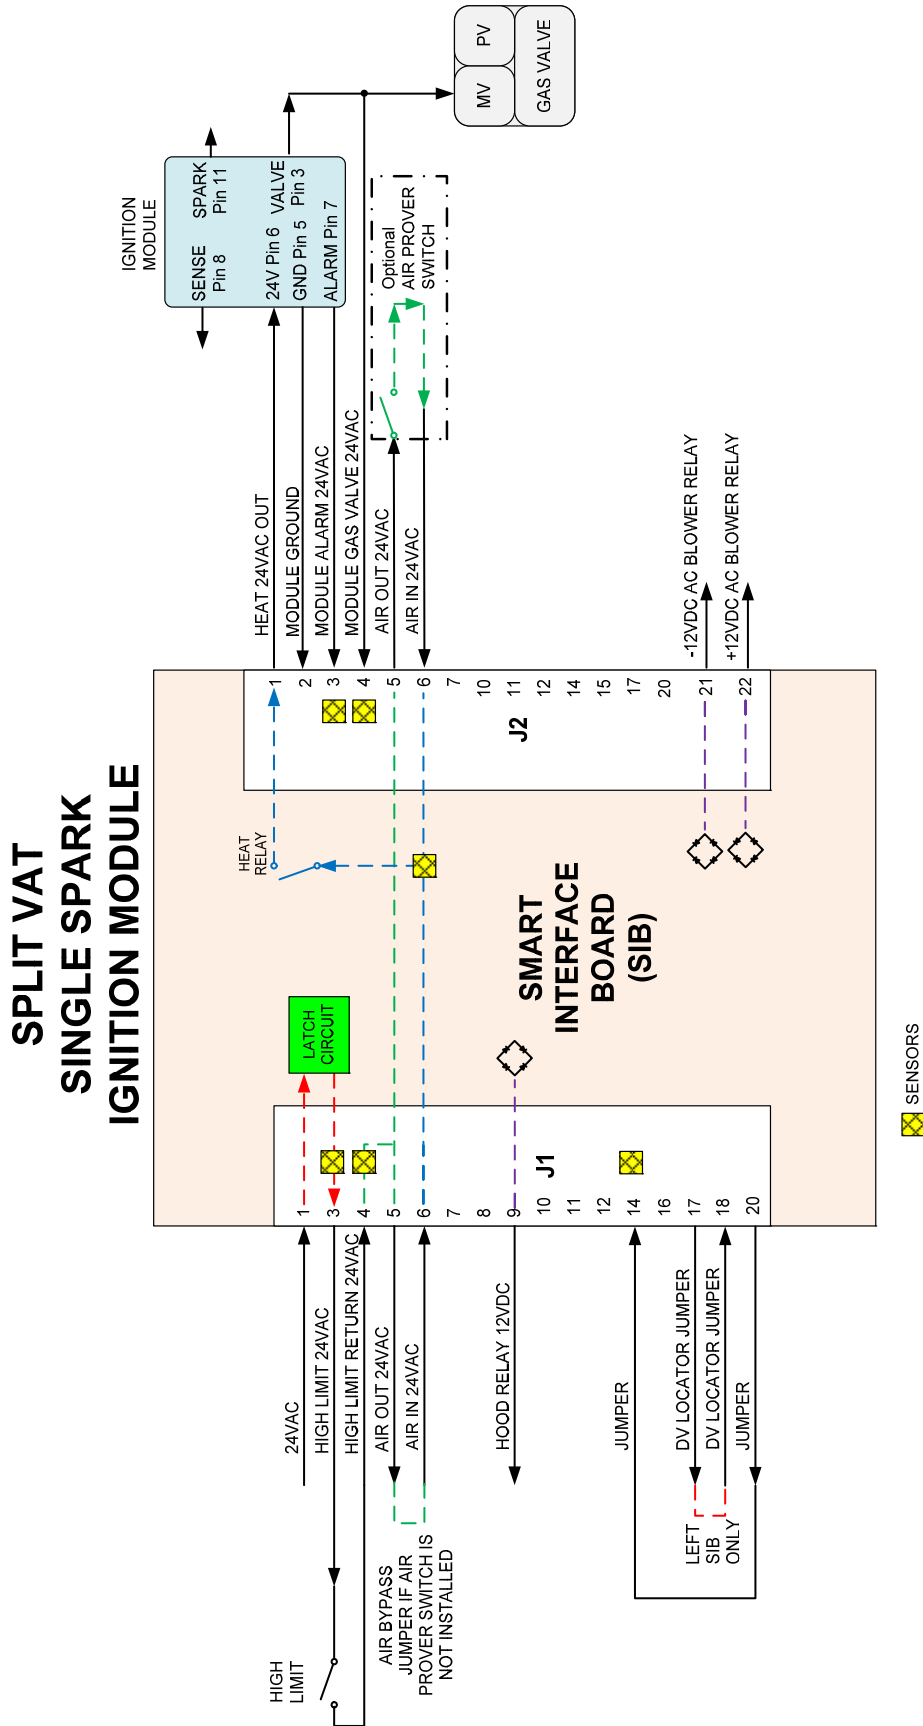 SPLIT VAT
SINGLE SPARK
IGNITION MODULE
IGNITION
MODULE
SENSE
Pin 8
SPARK
Pin 11
24V Pin 6
VALVE
Pin 3
GND Pin 5
ALARM Pin 7
MV
PV
GAS VALVE
Optional
AIR PROVER
SWITCH
HEAT 24VAC OUT
MODULE GROUND
MODULE ALARM 24VAC
MODULE GAS VALVE 24VAC
AIR OUT 24VAC
AIR IN 24VAC
-12VDC AC BLOWER RELAY
+12VDC AC BLOWER RELAY
1
2
3
4
5
6
7
10
11
12
14
15
17
20
21
22
J2
HEAT
RELAY
LATCH
CIRCUIT
SMART
INTERFACE
BOARD
(SIB)
J1
1
3
4
5
6
7
8
9
10
11
12
14
16
17
18
20
24VAC
HIGH LIMIT 24VAC
HIGH LIMIT RETURN 24VAC
AIR OUT 24VAC
AIR IN 24VAC
HOOD RELAY 12VDC
JUMPER
DV LOCATOR JUMPER
DV LOCATOR JUMPER
JUMPER
HIGH
LIMIT
AIR BYPASS
JUMPER IF AIR
PROVER SWITCH IS
NOT INSTALLED
LEFT
SIB
ONLY
SENSORS